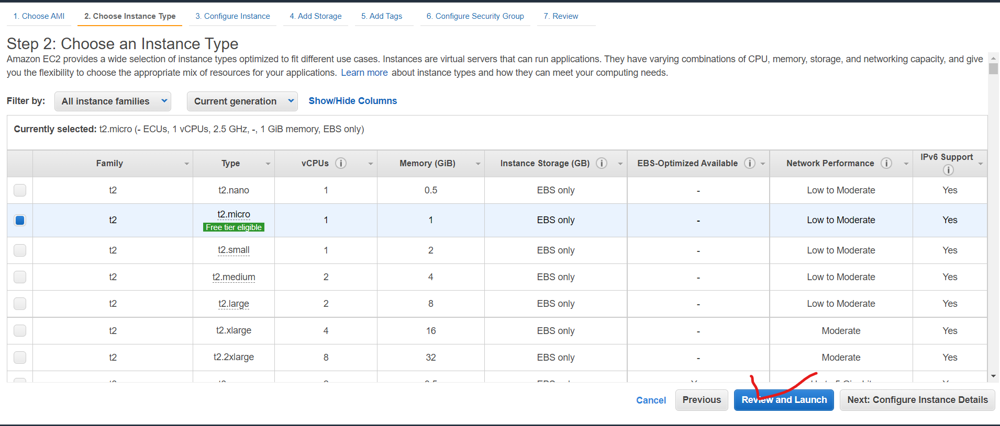 1. Choose AMI 2. Choose Instance Type 3. Configure Instance 4. Add Storage 5. Add Tags 6. Configure Security Group 7. Review
Step 2: Choose an Instance Type
Amazon EC2 provides a wide selection of instance types optimized to fit different use cases. Instances are virtual servers that can run applications. They have varying combinations of CPU, memory, storage, and networking capacity, and give
you the flexibility to choose the appropriate mix of resources for your applications. Learn more about instance types and how they can meet your computing needs.
Filter by: All instance families Current generation Show/Hide Columns
Currently selected: t2.micro (- ECUs, 1 vCPUs, 2.5 GHz, -, 1 GiB memory, EBS only)
Family Type vCPUs Memory (GiB) Instance Storage (GB) EBS-Optimized Available Network Performance IPv6 Support
t2 t2.nano 1 0.5 EBS only - Low to Moderate Yes
t2 t2.micro 1 1 EBS only - Low to Moderate Yes
Free tier eligible
t2 t2.small 1 2 EBS only - Low to Moderate Yes
t2 t2.medium 2 4 EBS only - Low to Moderate Yes
t2 t2.large 2 8 EBS only - Low to Moderate Yes
t2 t2.xlarge 4 16 EBS only - Moderate Yes
t2 t2.2xlarge 8 32 EBS only - Moderate Yes
Cancel Previous Review and Launch Next: Configure Instance Details